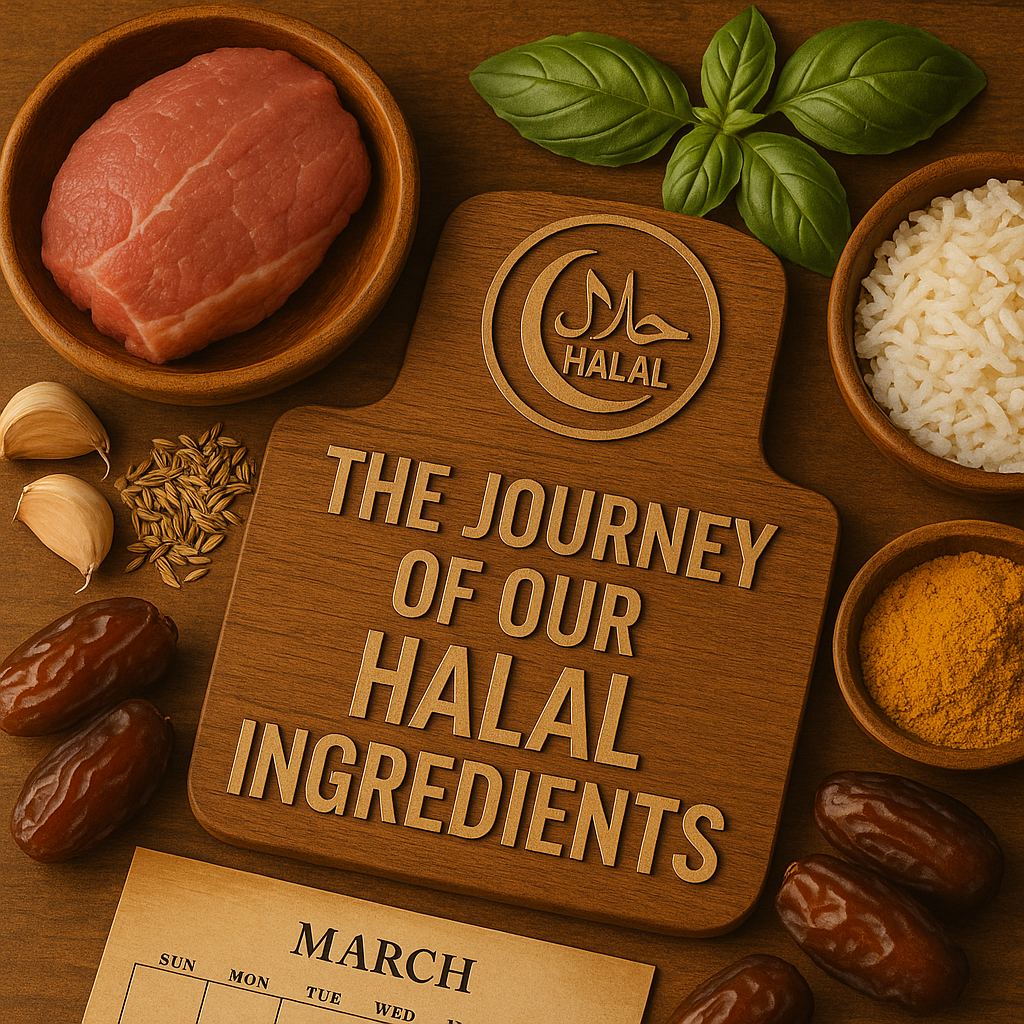 حلال
HALAL
THE JOURNEY
OF OUR
HALAL
INGREDIENTS
MARCH
SUN MON TUE WED